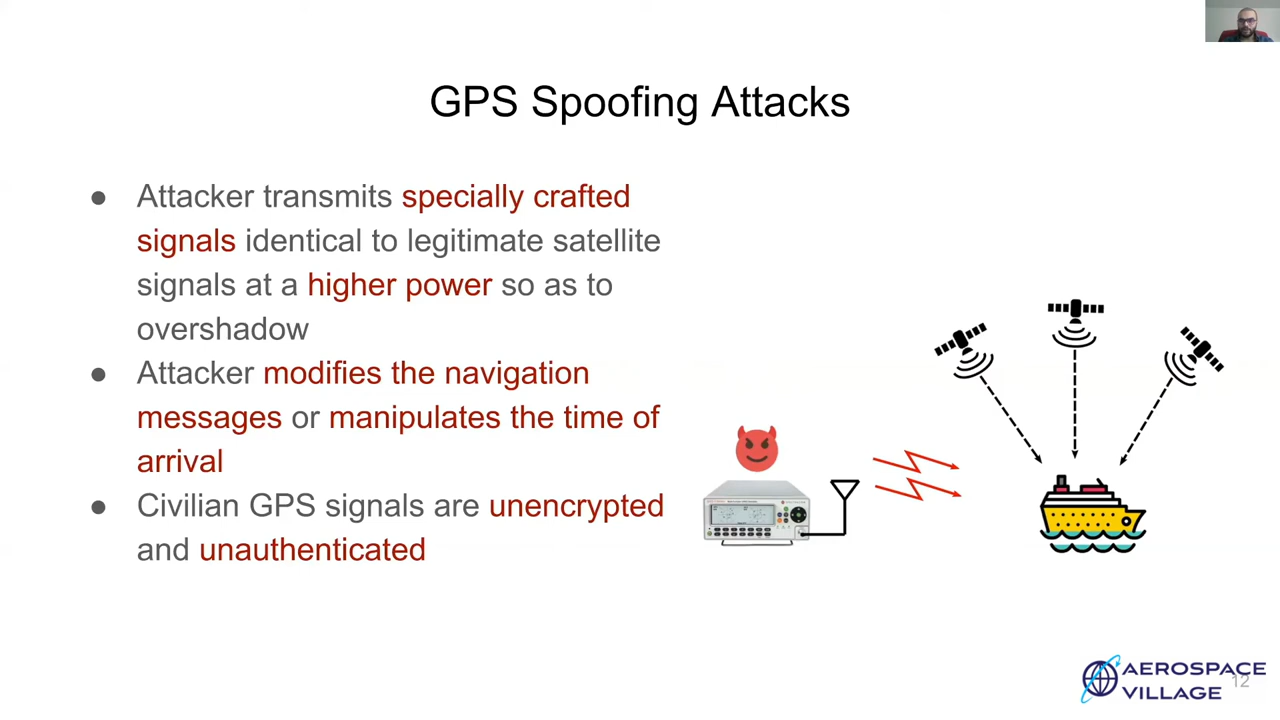 GPS Spoofing Attacks
● Attacker transmits specially crafted
signals identical to legitimate satellite
signals at a higher power so as to
overshadow
● Attacker modifies the navigation
messages or manipulates the time of
arrival
● Civilian GPS signals are unencrypted
and unauthenticated
AEROSPACE
VILLAGE
12